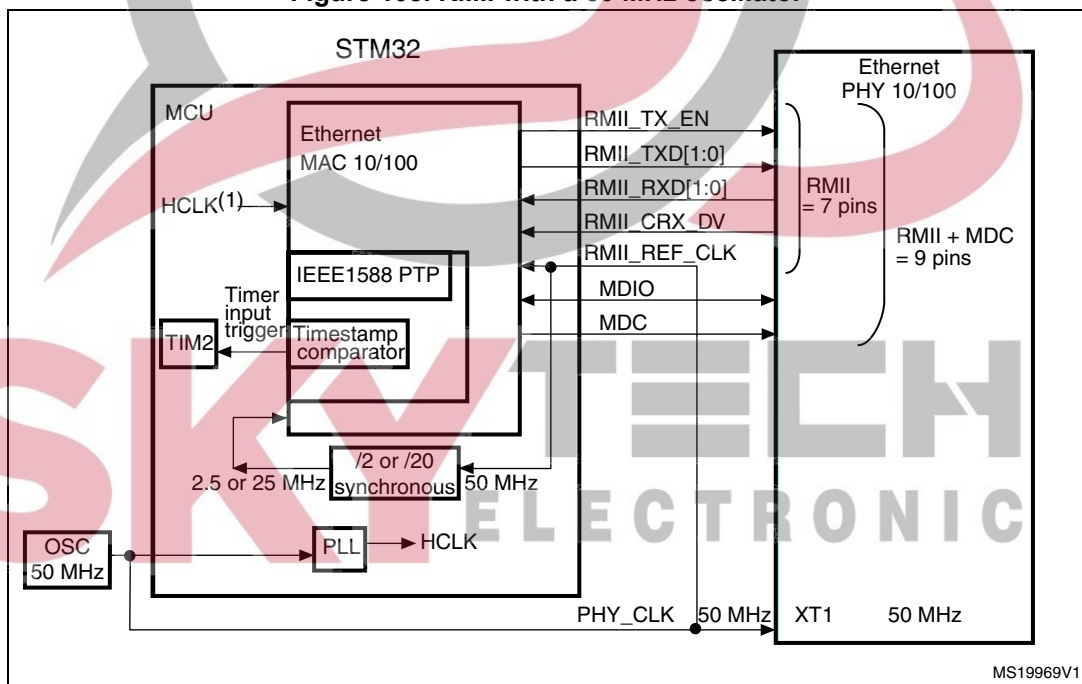 STM32
MCU
Ethernet
MAC 10/100
HCLK(1)
IEEE1588 PTP
Timer
input
trigger
TIM2
Timestamp
comparator
/2 or /20
synchronous
2.5 or 25 MHz
50 MHz
OSC
50 MHz
PLL
HCLK
RMII_TX_EN
RMII_TXD[1:0]
RMII_RXD[1:0]
RMII_CRX_DV
RMII_REF_CLK
MDIO
MDC
Ethernet
PHY 10/100
RMII
= 7 pins
RMII + MDC
= 9 pins
PHY_CLK 50 MHz
XT1 50 MHz
SKYTECH
ELECTRONIC
MS19969V1